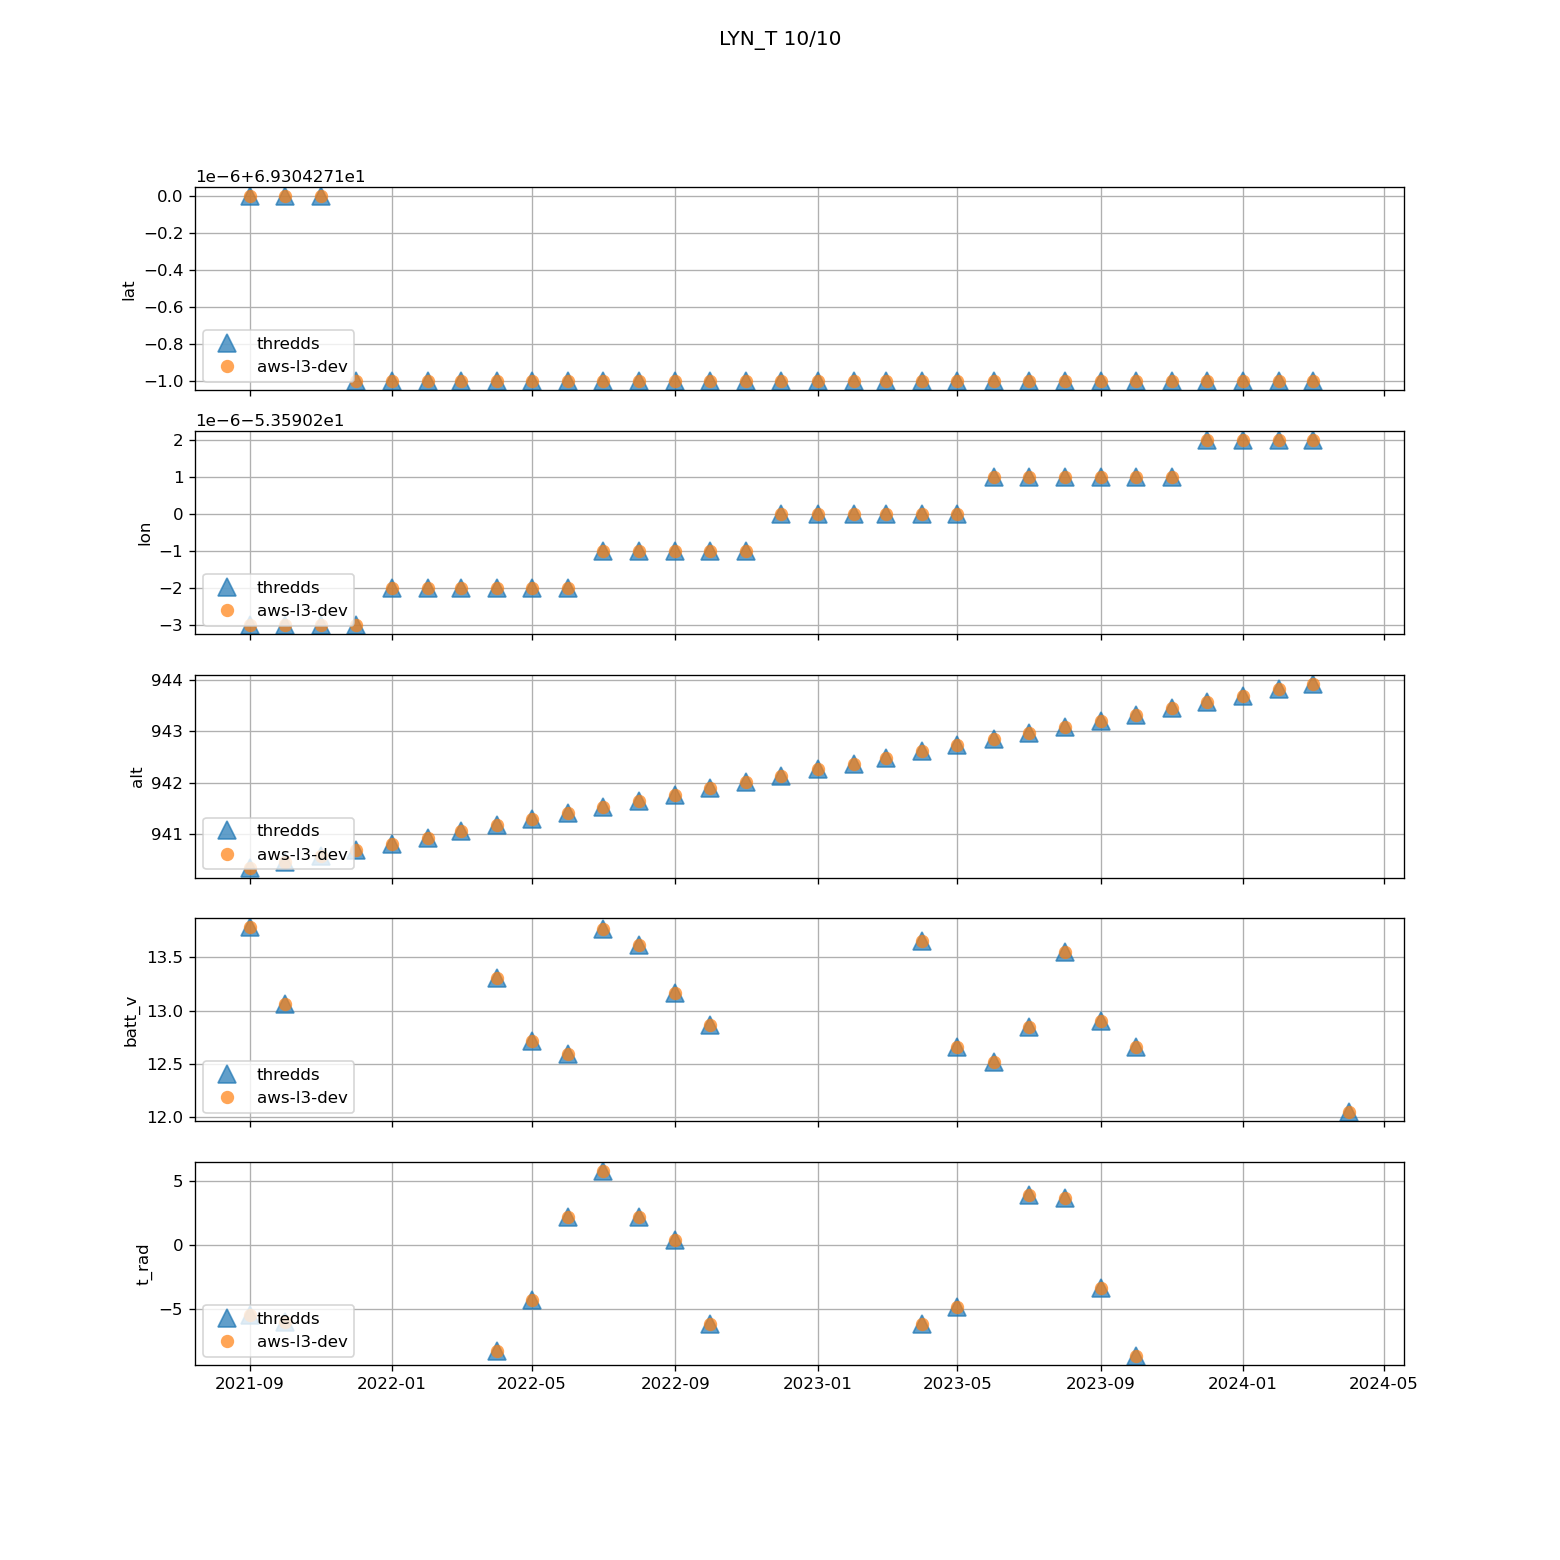 LYN_T 10/10
1e−6+6.9304271e1
0.0
−0.2
−0.4
−0.6
−0.8
−1.0
lat
thredds
aws-l3-dev
1e−6−5.35902e1
2
1
0
−1
−2
−3
lon
thredds
aws-l3-dev
944
943
942
941
alt
thredds
aws-l3-dev
13.5
13.0
12.5
12.0
batt_v
thredds
aws-l3-dev
5
0
−5
t_rad
thredds
aws-l3-dev
2021-09 2022-01 2022-05 2022-09 2023-01 2023-05 2023-09 2024-01 2024-05